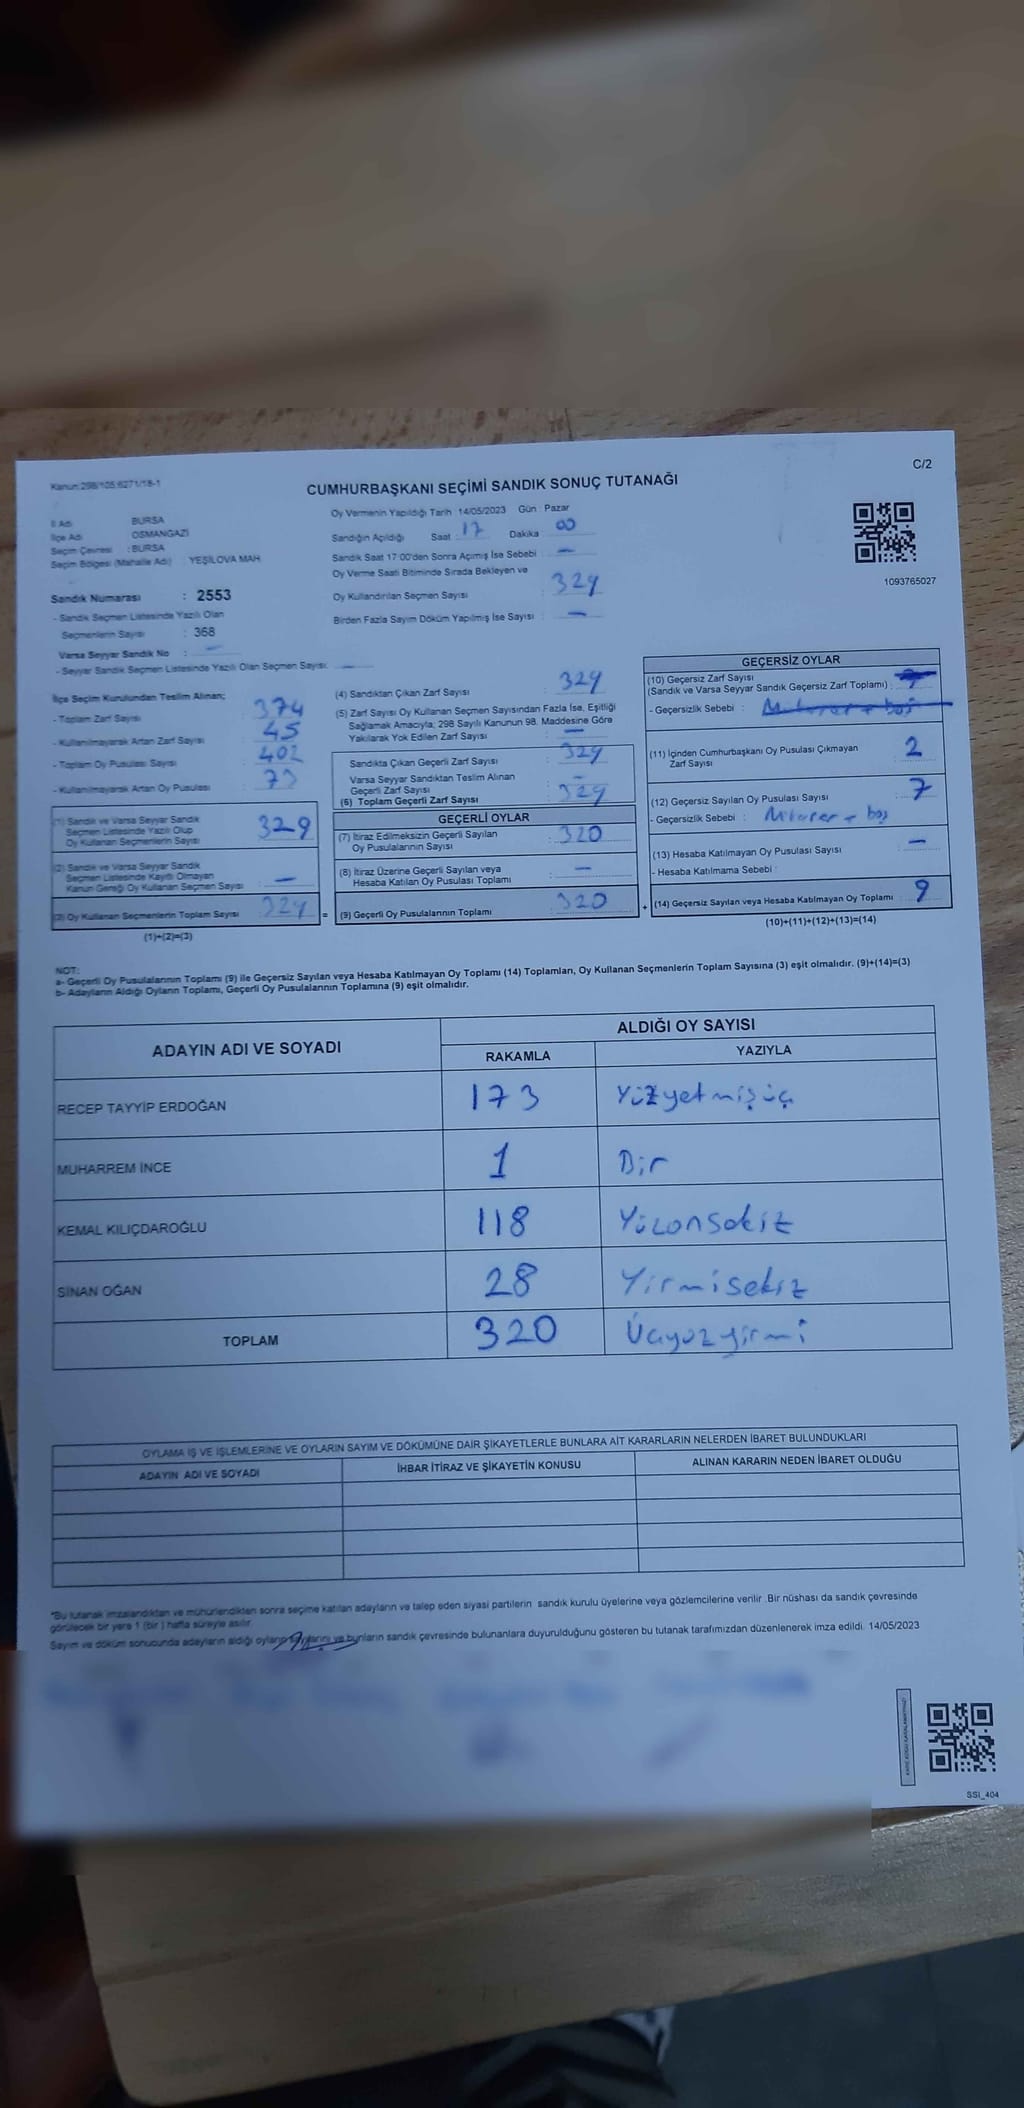 Kanun:298/105;6271/18-1
C/2
CUMHURBAŞKANI SEÇİMİ SANDIK SONUÇ TUTANAĞI
İl Adı BURSA
İlçe Adı OSMANGAZİ
Seçim Çevresi : BURSA
Seçim Bölgesi (Mahalle Adı) : YEŞİLOVA MAH.
Sandık Numarası : 2553
- Sandık Seçmen Listesinde Yazılı Olan
Seçmenlerin Sayısı : 368
Varsa Seyyar Sandık No : —
- Seyyar Sandık Seçmen Listesinde Yazılı Olan Seçmen Sayısı: —
Oy Vermenin Yapıldığı Tarih 14/05/2023 Gün Pazar
Sandığın Açıldığı Saat : 17 Dakika : 00
Sandık Saat 17:00'den Sonra Açımış İse Sebebi : —
Oy Verme Saati Bitiminde Sırada Bekleyen ve
Oy Kullandırılan Seçmen Sayısı : 329
Birden Fazla Sayım Döküm Yapılmış İse Sayısı : —
1093765027
İlçe Seçim Kurulundan Teslim Alınan;
- Toplam Zarf Sayısı : 374
- Kullanılmayarak Artan Zarf Sayısı : 45
- Toplam Oy Pusulası Sayısı : 402
- Kullanılmayarak Artan Oy Pusulası : 73
(1) Sandık ve Varsa Seyyar Sandık
Seçmen Listesinde Yazılı Olup
Oy Kullanan Seçmenlerin Sayısı 329
(2) Sandık ve Varsa Seyyar Sandık
Seçmen Listesinde Kayıtlı Olmayan
Kanun Gereği Oy Kullanan Seçmen Sayısı : —
(3) Oy Kullanan Seçmenlerin Toplam Sayısı 329 =
(1)+(2)=(3)
(4) Sandıktan Çıkan Zarf Sayısı : 329
(5) Zarf Sayısı Oy Kullanan Seçmen Sayısından Fazla İse, Eşitliği
Sağlamak Amacıyla, 298 Sayılı Kanunun 98. Maddesine Göre
Yakılarak Yok Edilen Zarf Sayısı : —
Sandıkta Çıkan Geçerli Zarf Sayısı : 329
Varsa Seyyar Sandıktan Teslim Alınan
Geçerli Zarf Sayısı : —
(6) Toplam Geçerli Zarf Sayısı : 329
GEÇERLİ OYLAR
(7) İtiraz Edilmeksizin Geçerli Sayılan
Oy Pusulalarının Sayısı : 320
(8) İtiraz Üzerine Geçerli Sayılan veya
Hesaba Katılan Oy Pusulası Toplamı : —
(9) Geçerli Oy Pusulalarının Toplamı : 320 +
GEÇERSİZ OYLAR
(10) Geçersiz Zarf Sayısı
(Sandık ve Varsa Seyyar Sandık Geçersiz Zarf Toplamı) :
- Geçersizlik Sebebi :
(11) İçinden Cumhurbaşkanı Oy Pusulası Çıkmayan
Zarf Sayısı : 2
(12) Geçersiz Sayılan Oy Pusulası Sayısı : 7
- Geçersizlik Sebebi : + boş
(13) Hesaba Katılmayan Oy Pusulası Sayısı : —
- Hesaba Katılmama Sebebi :
(14) Geçersiz Sayılan veya Hesaba Katılmayan Oy Toplamı : 9
(10)+(11)+(12)+(13)=(14)
NOT:
a- Geçerli Oy Pusulalarının Toplamı (9) ile Geçersiz Sayılan veya Hesaba Katılmayan Oy Toplamı (14) Toplamları, Oy Kullanan Seçmenlerin Toplam Sayısına (3) eşit olmalıdır. (9)+(14)=(3)
b- Adayların Aldığı Oyların Toplamı, Geçerli Oy Pusulalarının Toplamına (9) eşit olmalıdır.
ADAYIN ADI VE SOYADI ALDIĞI OY SAYISI
RAKAMLA YAZIYLA
RECEP TAYYİP ERDOĞAN 173 Yüzyetmişüç
MUHARREM İNCE 1 Bir
KEMAL KILIÇDAROĞLU 118 Yüzonsekiz
SİNAN OĞAN 28 Yirmisekiz
TOPLAM 320 Üçyüzyirmi
OYLAMA İŞ VE İŞLEMLERİNE VE OYLARIN SAYIM VE DÖKÜMÜNE DAİR ŞİKAYETLERLE BUNLARA AİT KARARLARIN NELERDEN İBARET BULUNDUKLARI
ADAYIN ADI VE SOYADI İHBAR İTİRAZ VE ŞİKAYETİN KONUSU ALINAN KARARIN NEDEN İBARET OLDUĞU
*Bu tutanak imzalandıktan ve mühürlendikten sonra seçime katılan adayların ve talep eden siyasi partilerin sandık kurulu üyelerine veya gözlemcilerine verilir. Bir nüshası da sandık çevresinde
görülecek bir yere 1 (bir ) hafta süreyle asılır.
Sayım ve döküm sonucunda adayların aldığı oyların sayılarını ve bunların sandık çevresinde bulunanlara duyurulduğunu gösteren bu tutanak tarafımızdan düzenlenerek imza edildi. 14/05/2023
SSI_404